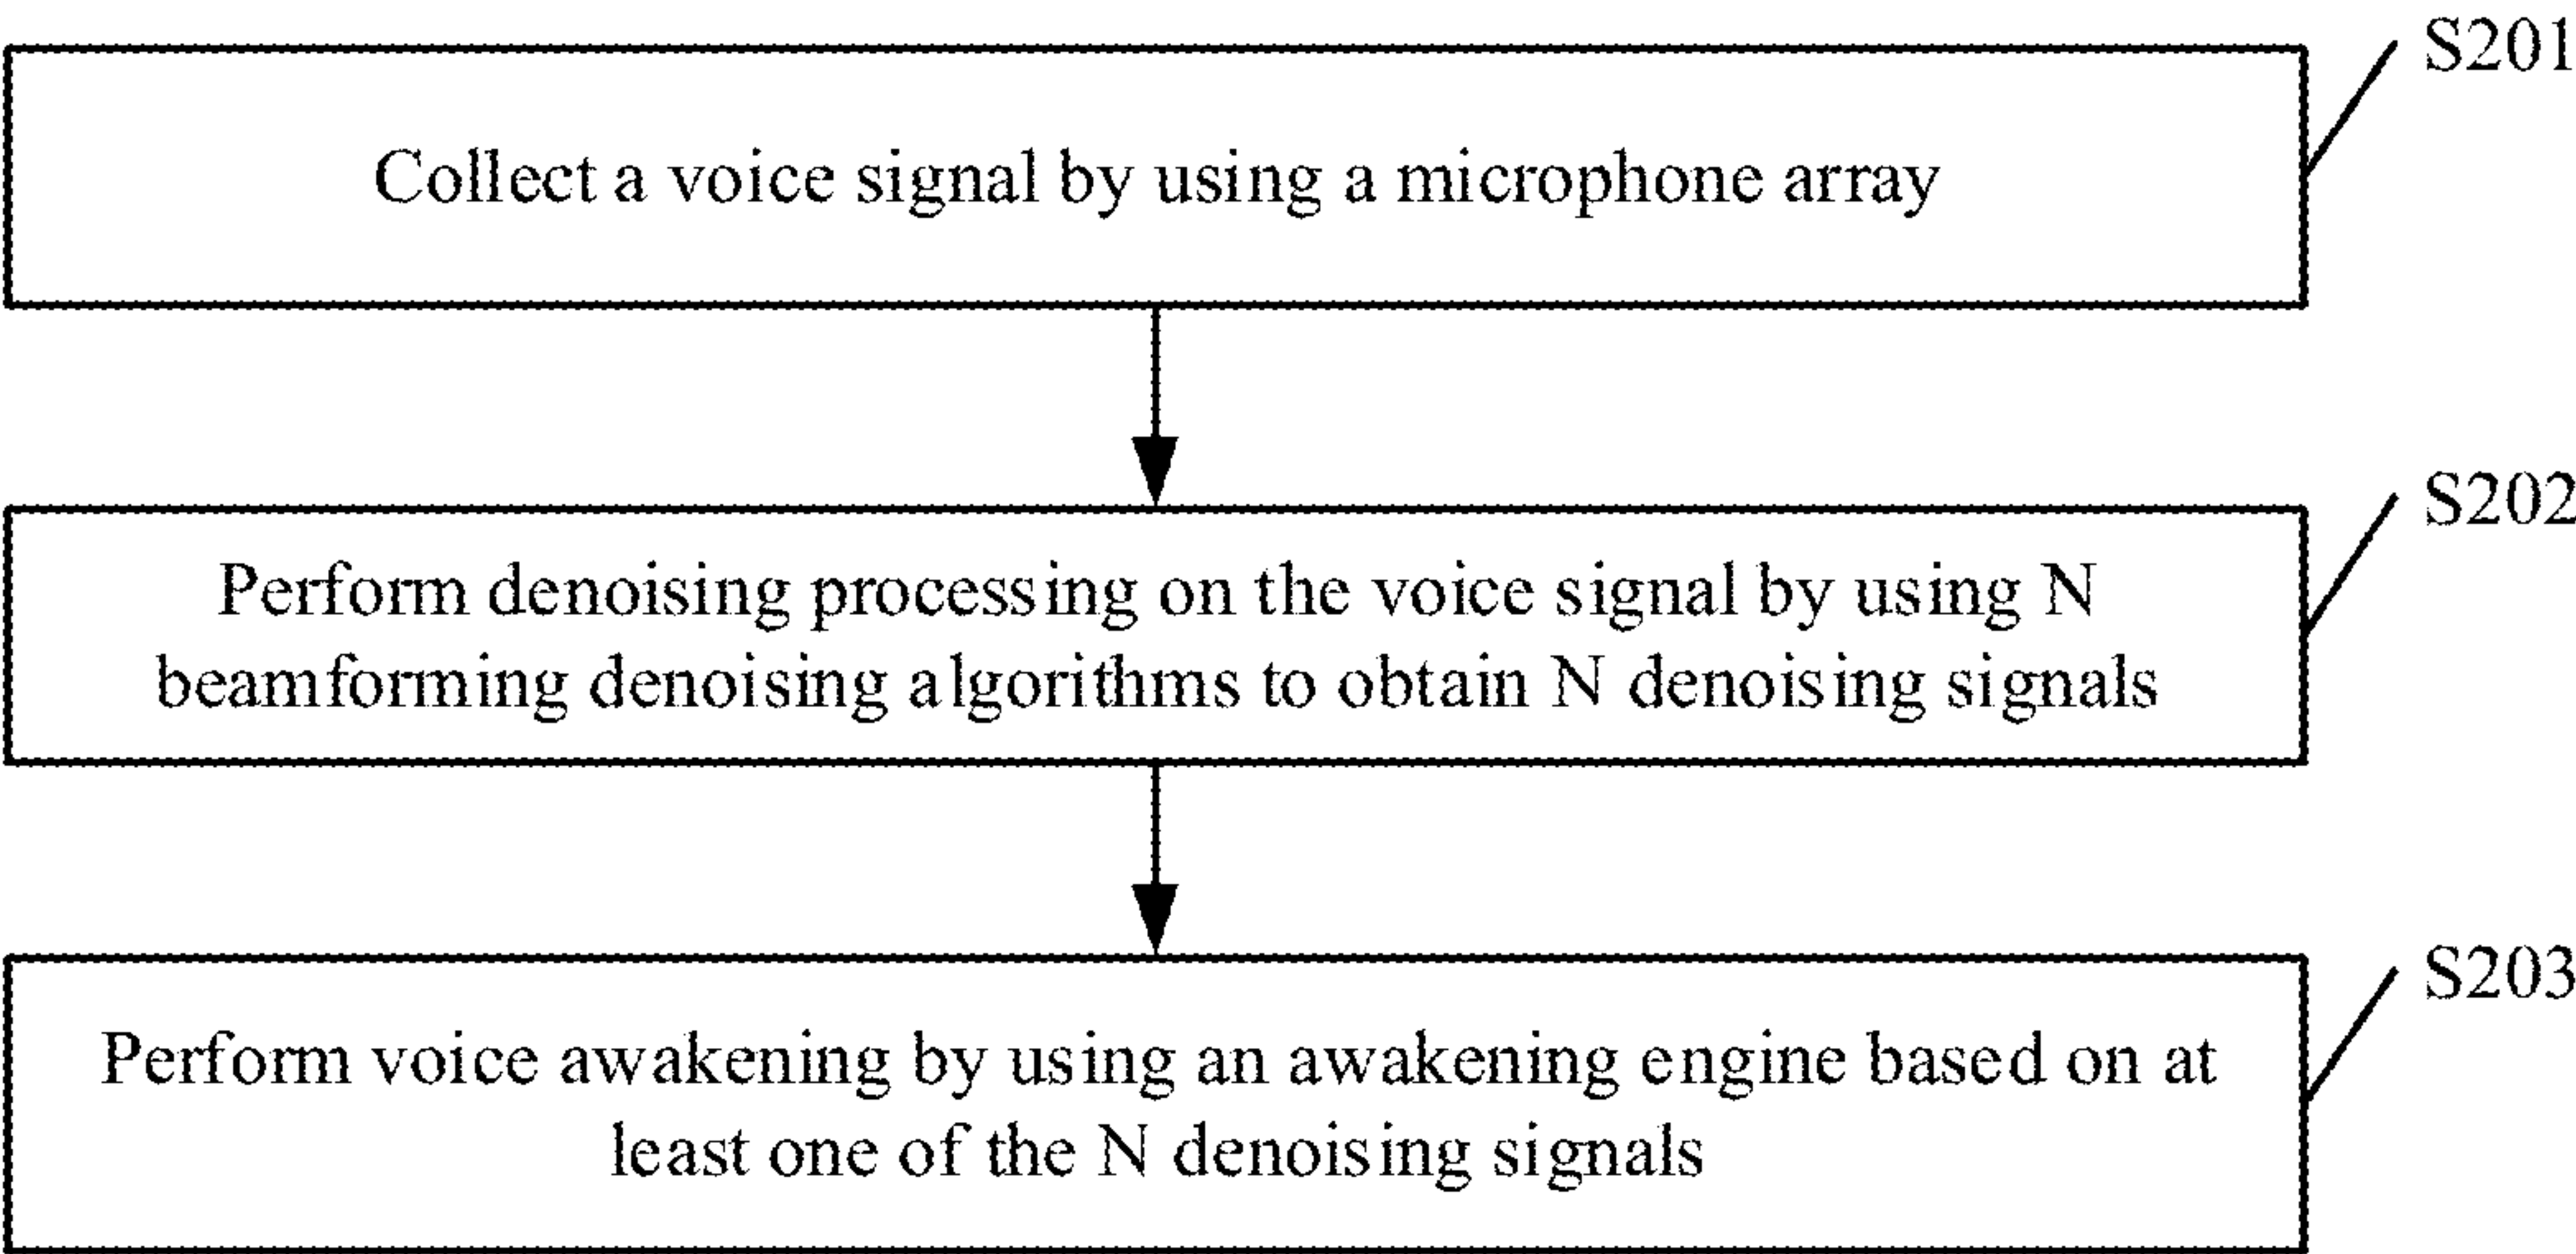 S201
Collect a voice signal by using a microphone array
S202
Perform denoising processing on the voice signal by using N
beamforming denoising algorithms to obtain N denoising signals
S203
Perform voice awakening by using an awakening engine based on at
least one of the N denoising signals